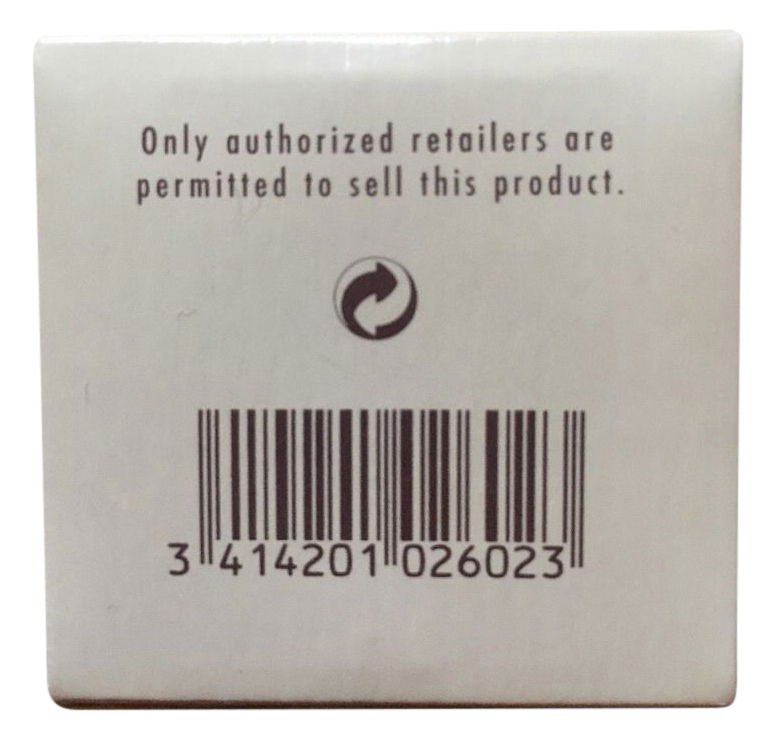 Only authorized retailers are
permitted to sell this product.
3 414201 026023